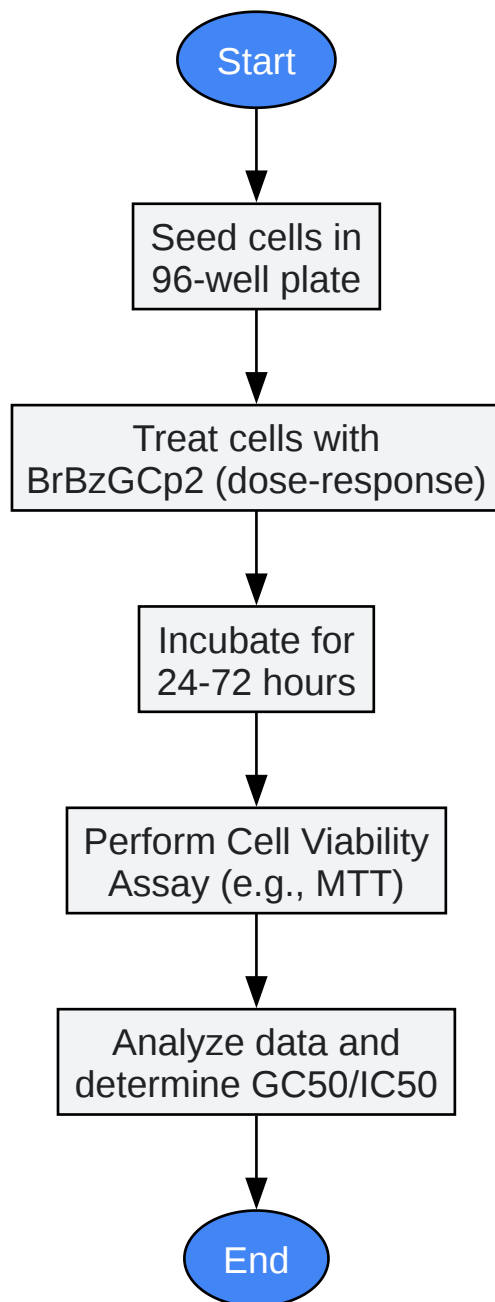 Start
Seed cells in
96-well plate
Treat cells with
BrBzGCp2 (dose-response)
Incubate for
24-72 hours
Perform Cell Viability
Assay (e.g., MTT)
Analyze data and
determine GC50/IC50
End